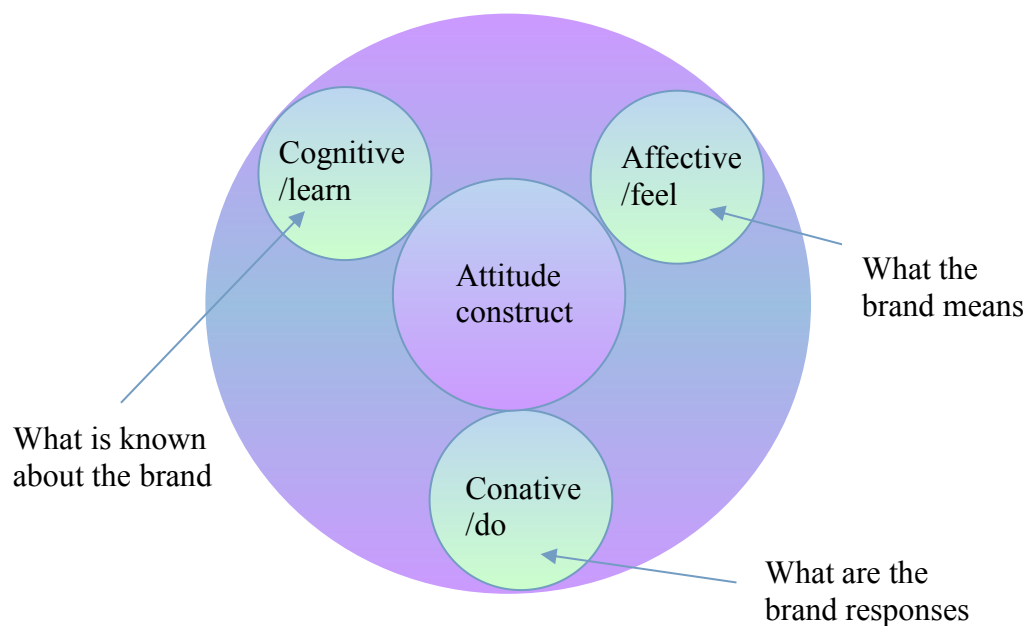 Cognitive
/learn
Affective
/feel
Attitude
construct
What the
brand means
What is known
about the brand
Conative
/do
What are the
brand responses